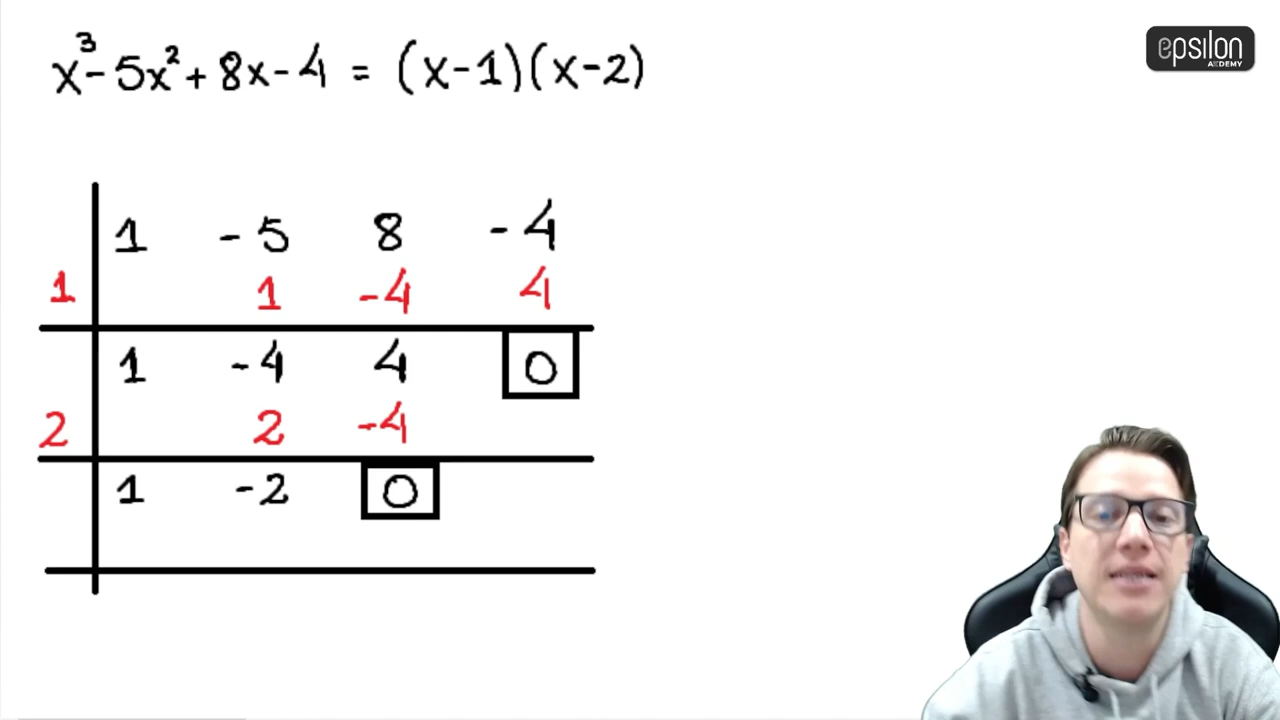 x³ - 5x² + 8x - 4 = (x - 1)(x - 2)
epsilon
AKDEMY
1 -5 8 -4
1 1 -4 4
1 -4 4 0
2 2 -4
1 -2 0